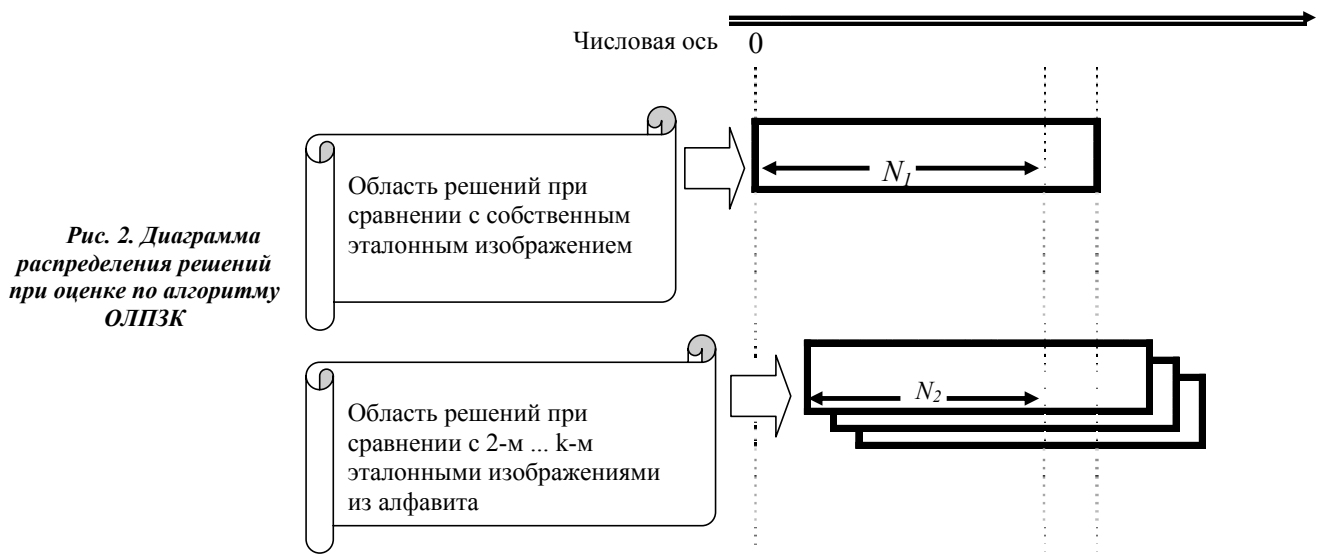 Числовая ось 0
Область решений при
сравнении с собственным
эталонным изображением
N1
Рис. 2. Диаграмма
распределения решений
при оценке по алгоритму
ОЛПЗК
Область решений при
сравнении с 2-м ... k-м
эталонными изображениями
из алфавита
N2